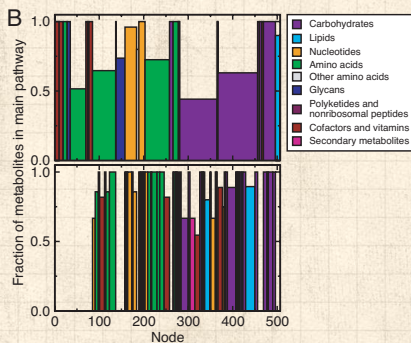 B
Fraction of metabolites in main pathway
1.0
0.5
0.0
1.0
0.5
0.0
0 100 200 300 400 500
Node
Carbohydrates
Lipids
Nucleotides
Amino acids
Other amino acids
Glycans
Polyketides and
nonribosomal peptides
Cofactors and vitamins
Secondary metabolites